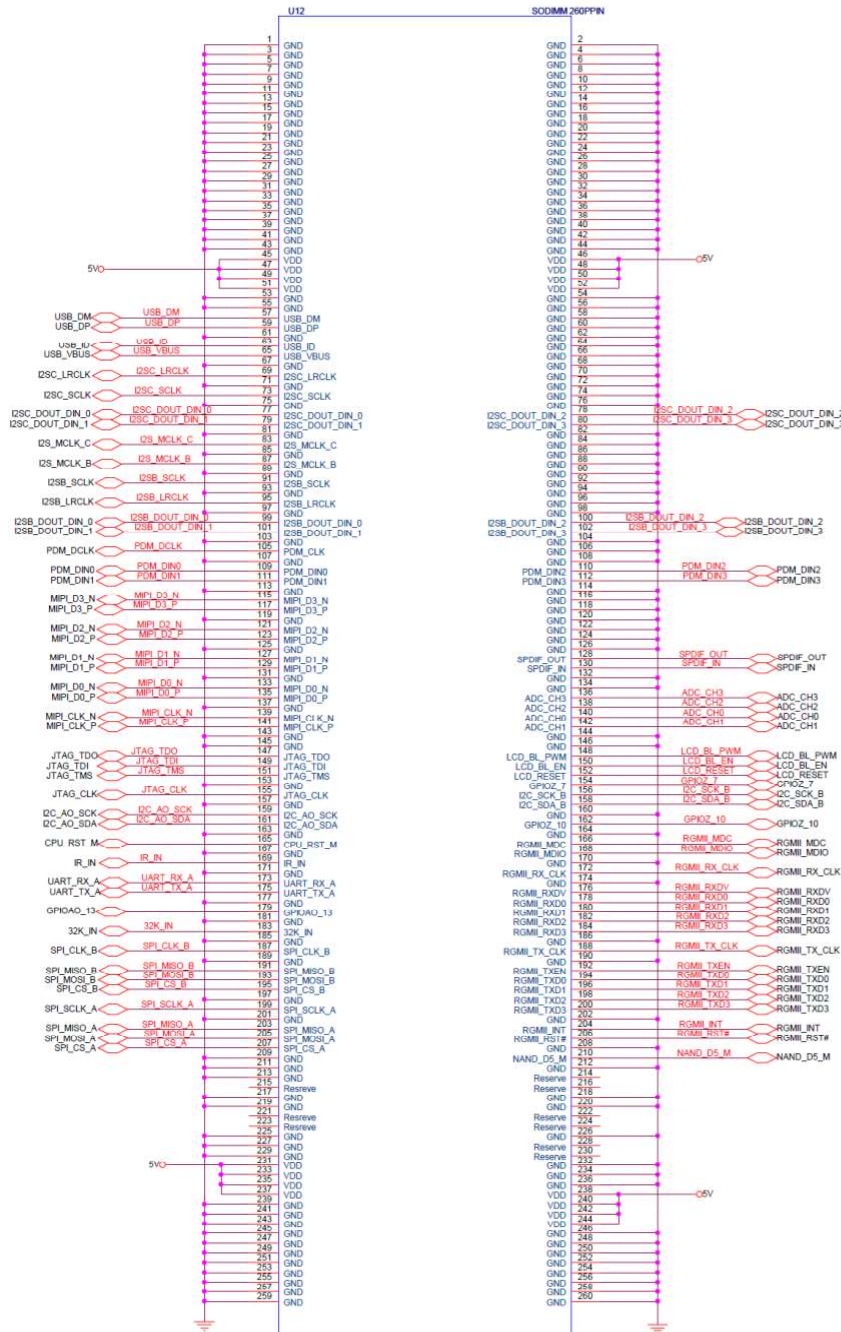 U12 SODIMM 260PPIN
1 GND GND 2
3 GND GND 4
5 GND GND 6
7 GND GND 8
9 GND GND 10
11 GND GND 12
13 GND GND 14
15 GND GND 16
17 GND GND 18
19 GND GND 20
21 GND GND 22
23 GND GND 24
25 GND GND 26
27 GND GND 28
29 GND GND 30
31 GND GND 32
33 GND GND 34
35 GND GND 36
37 GND GND 38
39 GND GND 40
41 GND GND 42
43 GND GND 44
45 VDD VDD 46 5V
5V 47 VDD VDD 48
49 VDD VDD 50
51 VDD VDD 52
53 GND GND 54
55 GND GND 56
USB_DM USB_DM 57 USB_DM GND 58
USB_DP USB_DP 59 USB_DP GND 60
61 GND GND 62
USB_ID USB_ID 63 USB_ID GND 64
USB_VBUS USB_VBUS 65 USB_VBUS GND 66
67 GND GND 68
I2SC_LRCLK I2SC_LRCLK 69 I2SC_LRCLK GND 70
71 GND GND 72
I2SC_SCLK I2SC_SCLK 73 I2SC_SCLK GND 74
75 GND GND 76
I2SC_DOUT_DIN_0 I2SC_DOUT_DIN_0 77 I2SC_DOUT_DIN_0 I2SC_DOUT_DIN_2 78 I2SC_DOUT_DIN_2 I2SC_DOUT_DIN_2
I2SC_DOUT_DIN_1 I2SC_DOUT_DIN_1 79 I2SC_DOUT_DIN_1 I2SC_DOUT_DIN_3 80 I2SC_DOUT_DIN_3 I2SC_DOUT_DIN_3
81 GND GND 82
I2S_MCLK_C I2S_MCLK_C 83 I2S_MCLK_C GND 84
85 GND GND 86
I2S_MCLK_B I2S_MCLK_B 87 I2S_MCLK_B GND 88
89 GND GND 90
I2SB_SCLK I2SB_SCLK 91 I2SB_SCLK GND 92
93 GND GND 94
I2SB_LRCLK I2SB_LRCLK 95 I2SB_LRCLK GND 96
97 GND GND 98
I2SB_DOUT_DIN_0 I2SB_DOUT_DIN_0 99 I2SB_DOUT_DIN_0 I2SB_DOUT_DIN_2 100 I2SB_DOUT_DIN_2 I2SB_DOUT_DIN_2
I2SB_DOUT_DIN_1 I2SB_DOUT_DIN_1 101 I2SB_DOUT_DIN_1 I2SB_DOUT_DIN_3 102 I2SB_DOUT_DIN_3 I2SB_DOUT_DIN_3
103 GND GND 104
PDM_DCLK PDM_DCLK 105 PDM_CLK GND 106
107 GND GND 108
PDM_DIN0 PDM_DIN0 109 PDM_DIN0 PDM_DIN2 110 PDM_DIN2 PDM_DIN2
PDM_DIN1 PDM_DIN1 111 PDM_DIN1 PDM_DIN3 112 PDM_DIN3 PDM_DIN3
113 GND GND 114
MIPI_D3_N MIPI_D3_N 115 MIPI_D3_N GND 116
MIPI_D3_P MIPI_D3_P 117 MIPI_D3_P GND 118
119 GND GND 120
MIPI_D2_N MIPI_D2_N 121 MIPI_D2_N GND 122
MIPI_D2_P MIPI_D2_P 123 MIPI_D2_P GND 124
125 GND GND 126
MIPI_D1_N MIPI_D1_N 127 MIPI_D1_N SPDIF_OUT 128 SPDIF_OUT SPDIF_OUT
MIPI_D1_P MIPI_D1_P 129 MIPI_D1_P SPDIF_IN 130 SPDIF_IN SPDIF_IN
131 GND GND 132
MIPI_D0_N MIPI_D0_N 133 MIPI_D0_N GND 134
MIPI_D0_P MIPI_D0_P 135 MIPI_D0_P ADC_CH3 136 ADC_CH3 ADC_CH3
137 GND ADC_CH2 138 ADC_CH2 ADC_CH2
MIPI_CLK_N MIPI_CLK_N 139 MIPI_CLK_N ADC_CH0 140 ADC_CH0 ADC_CH0
MIPI_CLK_P MIPI_CLK_P 141 MIPI_CLK_P ADC_CH1 142 ADC_CH1 ADC_CH1
143 GND GND 144
145 GND GND 146
JTAG_TDO JTAG_TDO 147 JTAG_TDO LCD_BL_PWM 148 LCD_BL_PWM LCD_BL_PWM
JTAG_TDI JTAG_TDI 149 JTAG_TDI LCD_BL_EN 150 LCD_BL_EN LCD_BL_EN
JTAG_TMS JTAG_TMS 151 JTAG_TMS LCD_RESET 152 LCD_RESET LCD_RESET
153 GND GPIOZ_7 154 GPIOZ_7 GPIOZ_7
JTAG_CLK JTAG_CLK 155 JTAG_CLK I2C_SCK_B 156 I2C_SCK_B I2C_SCK_B
157 GND I2C_SDA_B 158 I2C_SDA_B I2C_SDA_B
I2C_AO_SCK I2C_AO_SCK 159 I2C_AO_SCK GND 160
I2C_AO_SDA I2C_AO_SDA 161 I2C_AO_SDA GPIOZ_10 162 GPIOZ_10 GPIOZ_10
163 GND GND 164
CPU_RST_M 165 CPU_RST_M RGMII_MDC 166 RGMII_MDC RGMII_MDC
167 GND RGMII_MDIO 168 RGMII_MDIO RGMII_MDIO
IR_IN IR_IN 169 IR_IN GND 170
171 GND RGMII_RX_CLK 172 RGMII_RX_CLK RGMII_RX_CLK
UART_RX_A UART_RX_A 173 UART_RX_A GND 174
UART_TX_A UART_TX_A 175 UART_TX_A RGMII_RXDV 176 RGMII_RXDV RGMII_RXDV
177 GND RGMII_RXD0 178 RGMII_RXD0 RGMII_RXD0
GPIOAO_13 179 GPIOAO_13 RGMII_RXD1 180 RGMII_RXD1 RGMII_RXD1
181 GND RGMII_RXD2 182 RGMII_RXD2 RGMII_RXD2
32K_IN 32K_IN 183 32K_IN RGMII_RXD3 184 RGMII_RXD3 RGMII_RXD3
185 GND GND 186
SPI_CLK_B SPI_CLK_B 187 SPI_CLK_B RGMII_TX_CLK 188 RGMII_TX_CLK RGMII_TX_CLK
189 GND GND 190
SPI_MISO_B SPI_MISO_B 191 SPI_MISO_B RGMII_TXEN 192 RGMII_TXEN RGMII_TXEN
SPI_MOSI_B SPI_MOSI_B 193 SPI_MOSI_B RGMII_TXD0 194 RGMII_TXD0 RGMII_TXD0
SPI_CS_B SPI_CS_B 195 SPI_CS_B RGMII_TXD1 196 RGMII_TXD1 RGMII_TXD1
197 GND RGMII_TXD2 198 RGMII_TXD2 RGMII_TXD2
SPI_SCLK_A SPI_SCLK_A 199 SPI_SCLK_A RGMII_TXD3 200 RGMII_TXD3 RGMII_TXD3
201 GND GND 202
SPI_MISO_A SPI_MISO_A 203 SPI_MISO_A RGMII_INT 204 RGMII_INT RGMII_INT
SPI_MOSI_A SPI_MOSI_A 205 SPI_MOSI_A RGMII_RST# 206 RGMII_RST# RGMII_RST#
SPI_CS_A SPI_CS_A 207 SPI_CS_A GND 208
209 GND NAND_D5_M 210 NAND_D5_M NAND_D5_M
211 GND GND 212
213 GND Reserve 214
215 Resreve Reserve 216
217 GND GND 218
219 GND GND 220
221 Resreve Reserve 222
223 Resreve Reserve 224
225 GND GND 226
227 GND Reserve 228
229 GND Reserve 230
5V 231 VDD GND 232
233 VDD GND 234
235 VDD GND 236
237 VDD VDD 238 5V
239 GND VDD 240
241 GND VDD 242
243 GND VDD 244
245 GND GND 246
247 GND GND 248
249 GND GND 250
251 GND GND 252
253 GND GND 254
255 GND GND 256
257 GND GND 258
259 GND GND 260